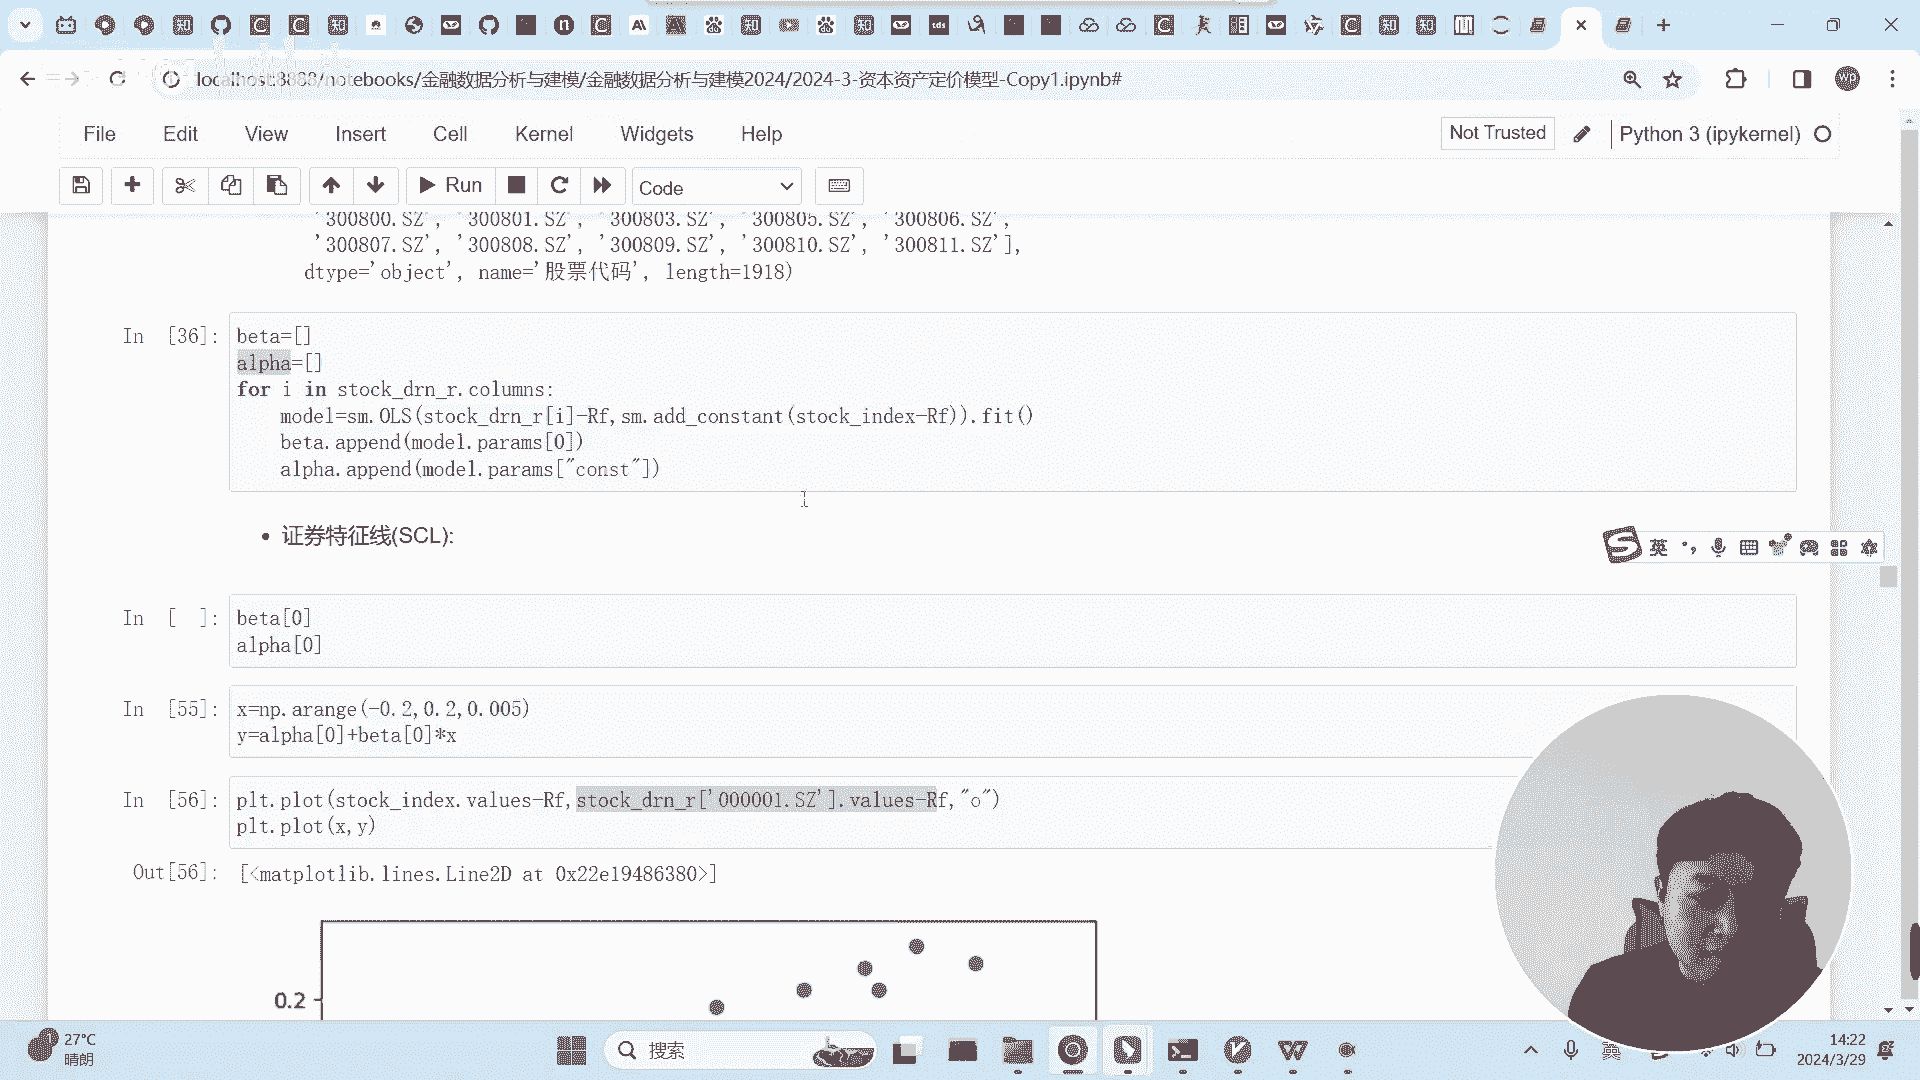 localhost:8888/notebooks/金融数据分析与建模/金融数据分析与建模2024/2024-3-资本资产定价模型-Copy1.ipynb#
File Edit View Insert Cell Kernel Widgets Help
Not Trusted
Python 3 (ipykernel)
Run
Code
'300800.SZ', '300801.SZ', '300803.SZ', '300805.SZ', '300806.SZ',
'300807.SZ', '300808.SZ', '300809.SZ', '300810.SZ', '300811.SZ'],
dtype='object', name='股票代码', length=1918)
In [36]:
beta=[]
alpha=[]
for i in stock_drn_r.columns:
model=sm.OLS(stock_drn_r[i]-Rf,sm.add_constant(stock_index-Rf)).fit()
beta.append(model.params[0])
alpha.append(model.params["const"])
证券特征线(SCL):
In [ ]:
beta[0]
alpha[0]
In [55]:
x=np.arange(-0.2,0.2,0.005)
y=alpha[0]+beta[0]*x
In [56]:
plt.plot(stock_index.values-Rf,stock_drn_r['000001.SZ'].values-Rf,"o")
plt.plot(x,y)
Out[56]:
[<matplotlib.lines.Line2D at 0x22e19486380>]
0.2
英
27°C
晴朗
搜索
英
14:22
2024/3/29